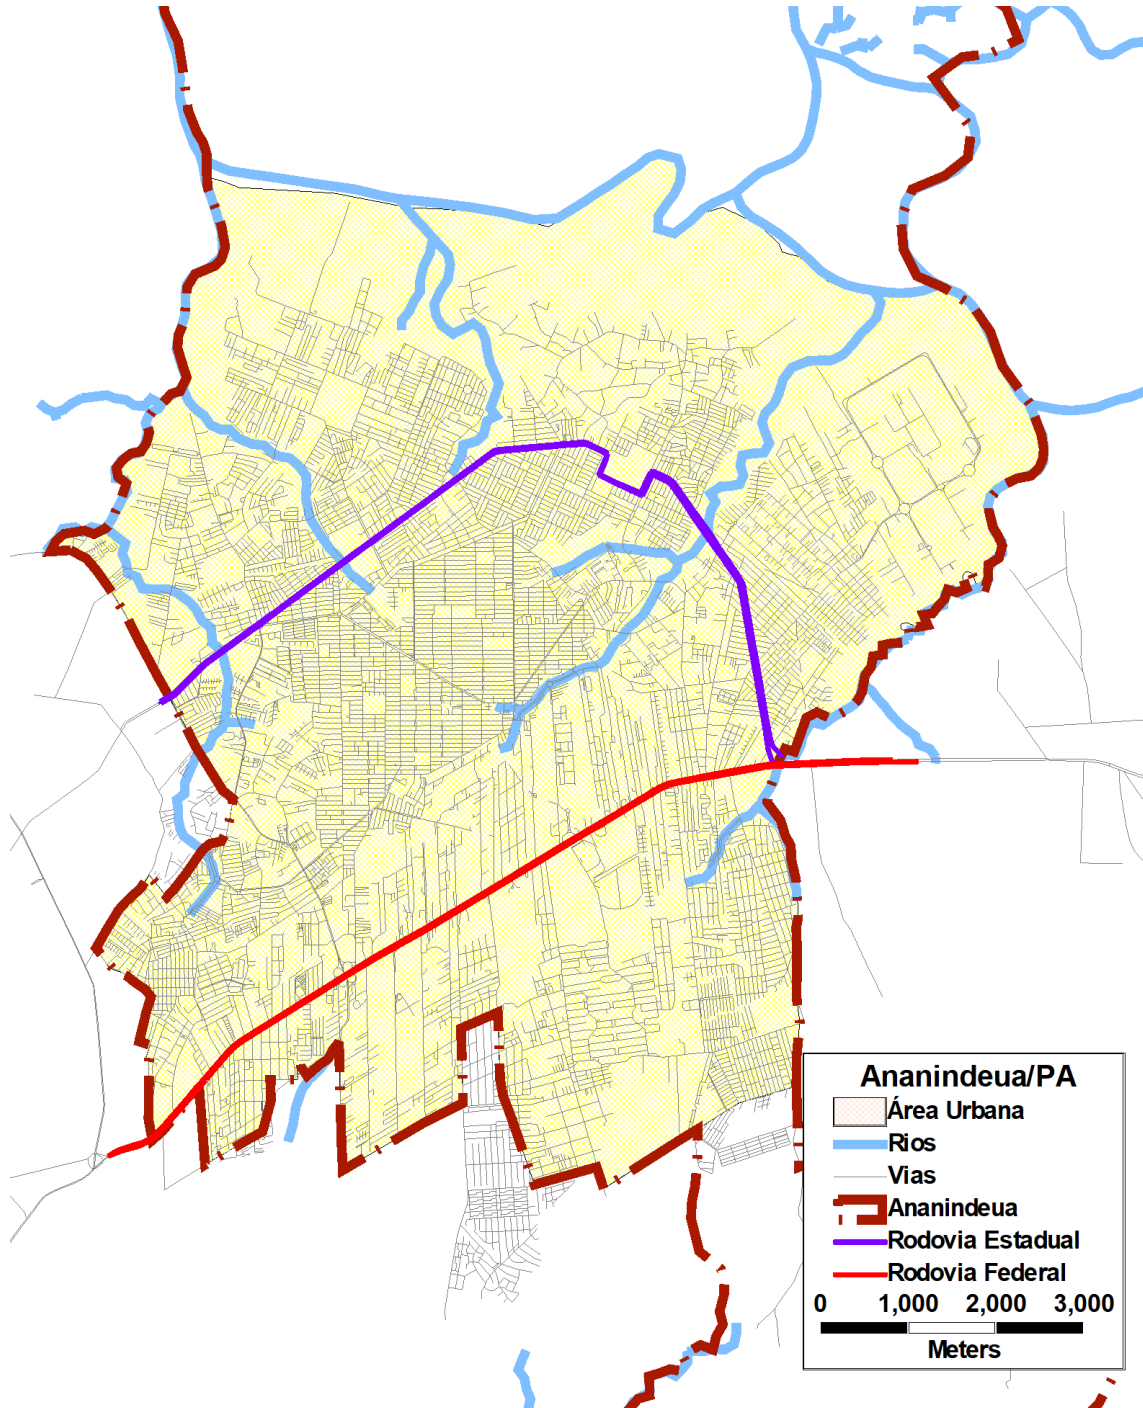 Ananindeua/PA
Área Urbana
Rios
Vias
Ananindeua
Rodovia Estadual
Rodovia Federal
0 1,000 2,000 3,000
Meters